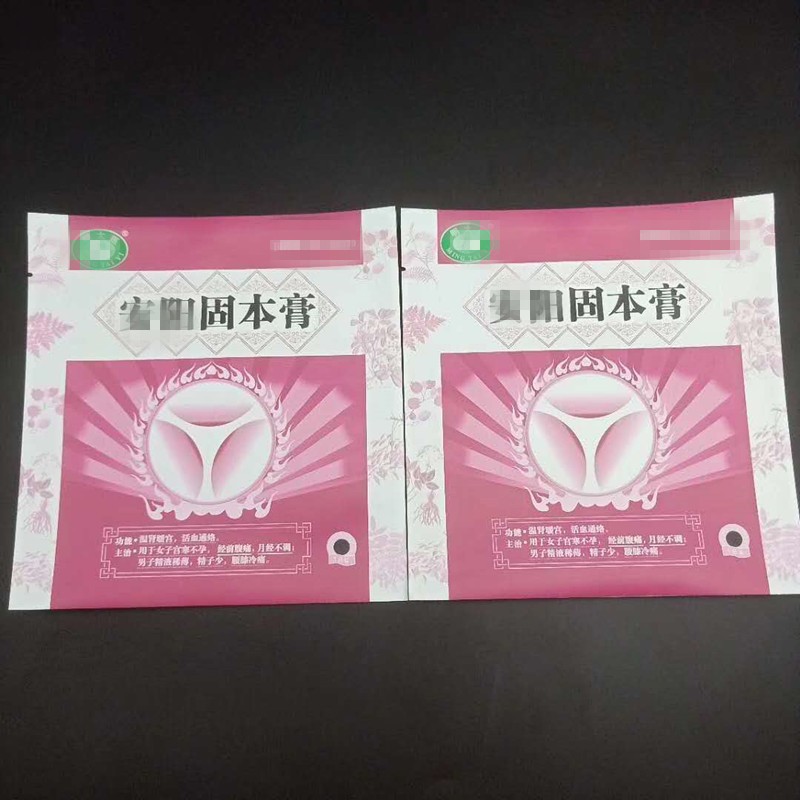 安阳固本膏
功能·温肾暖宫，活血通络。
主治·用于女子宫寒不孕，经前腹痛，月经不调；
男子精液稀薄，精子少，腰膝冷痛。
MING
安阳固本膏
功能·温肾暖宫，活血通络。
主治·用于女子宫寒不孕，经前腹痛，月经不调；
男子精液稀薄，精子少，腰膝冷痛。